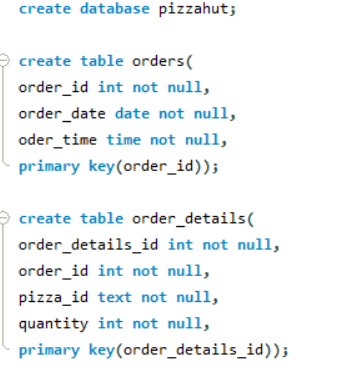 create database pizzahut;
create table orders(
order_id int not null,
order_date date not null,
oder_time time not null,
primary key(order_id));
create table order_details(
order_details_id int not null,
order_id int not null,
pizza_id text not null,
quantity int not null,
primary key(order_details_id));